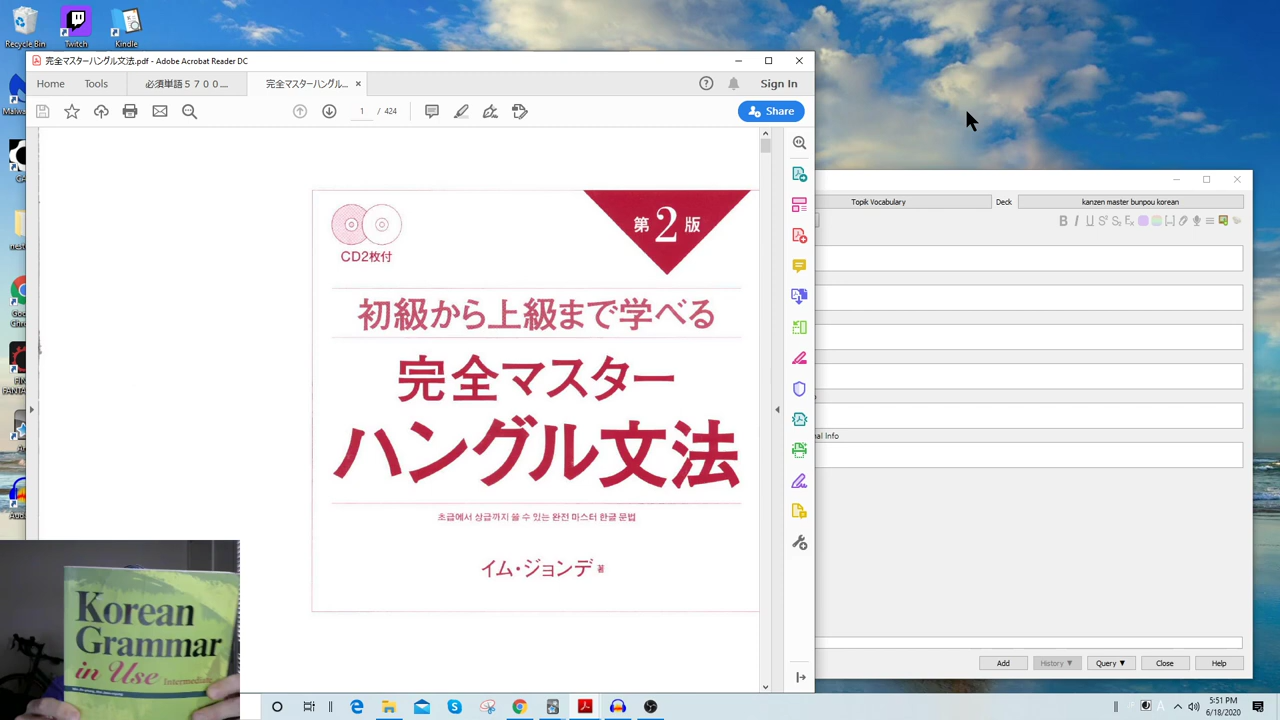 Recycle Bin
Twitch
Kindle
完全マスターハングル文法.pdf - Adobe Acrobat Reader DC
Home
Tools
必須単語５７００....
完全マスターハングル...
Sign In
1 / 424
Share
第2版
CD2枚付
初級から上級まで学べる
完全マスター
ハングル文法
초급에서 상급까지 쓸 수 있는 완전 마스터 한글 문법
イム・ジョンデ 著
Topik Vocabulary
Deck
kanzen master bunpou korean
Add
History ▼
Query ▼
Close
Help
Korean
Grammar
in Use Intermediate
5:51 PM
6/18/2020